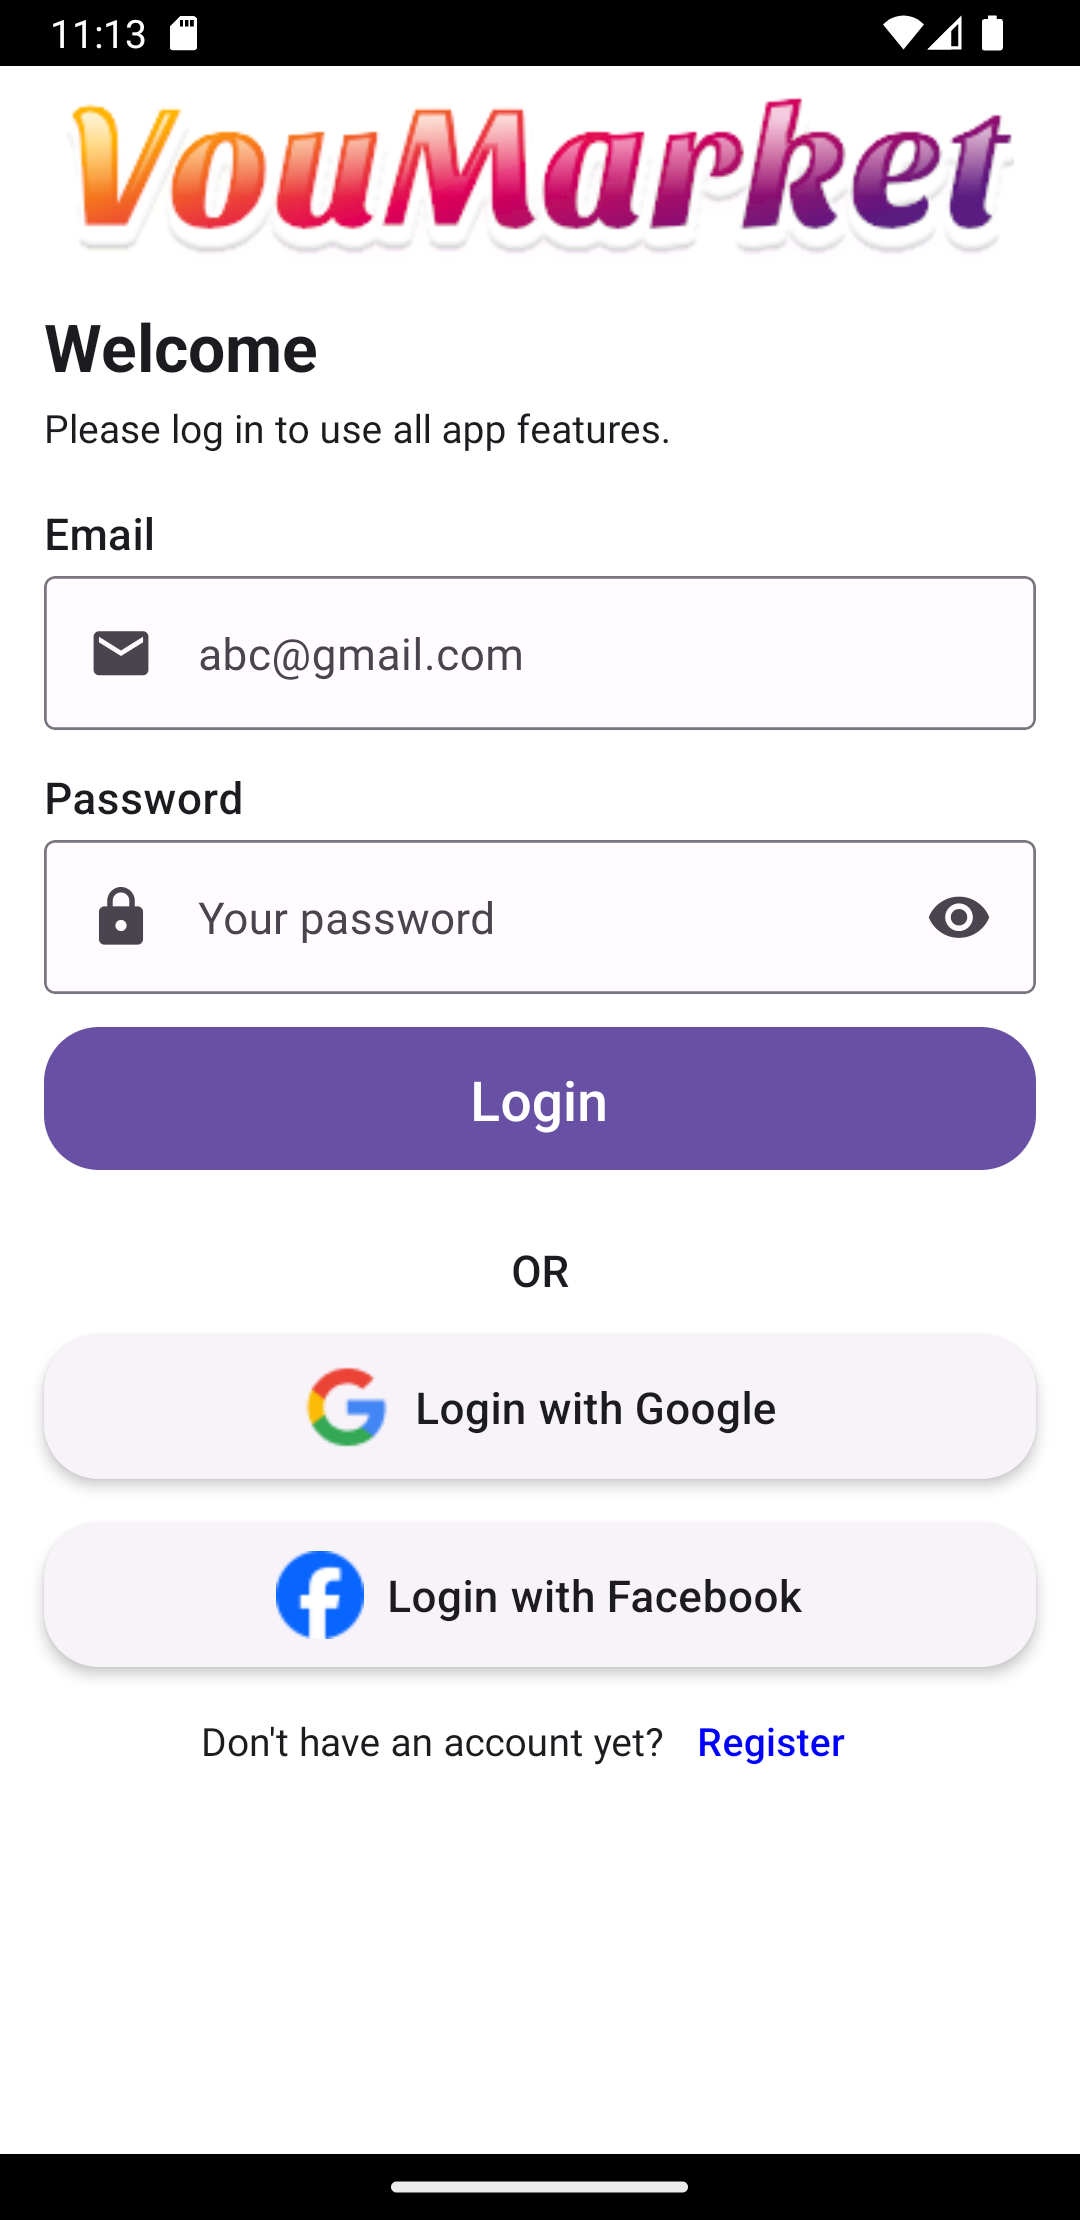 11:13
VouMarket
Welcome
Please log in to use all app features.
Email
abc@gmail.com
Password
Your password
Login
OR
Login with Google
Login with Facebook
Don't have an account yet? Register